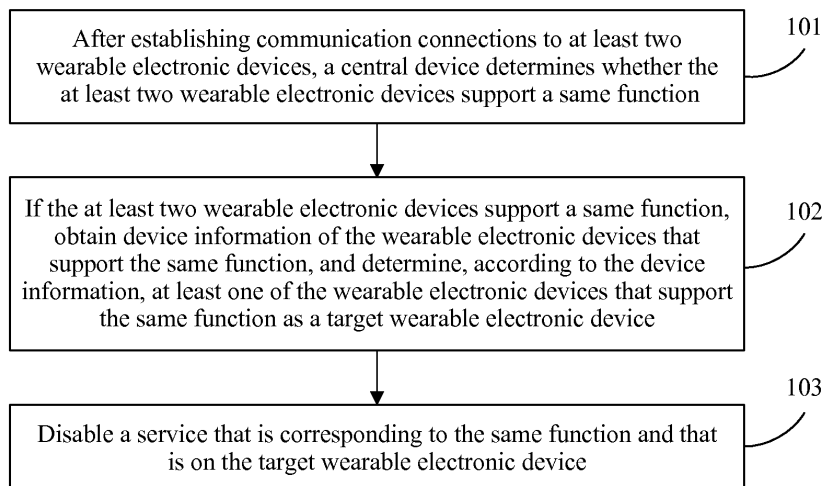 After establishing communication connections to at least two
wearable electronic devices, a central device determines whether the
at least two wearable electronic devices support a same function
101
If the at least two wearable electronic devices support a same function,
obtain device information of the wearable electronic devices that
support the same function, and determine, according to the device
information, at least one of the wearable electronic devices that support
the same function as a target wearable electronic device
102
Disable a service that is corresponding to the same function and that
is on the target wearable electronic device
103